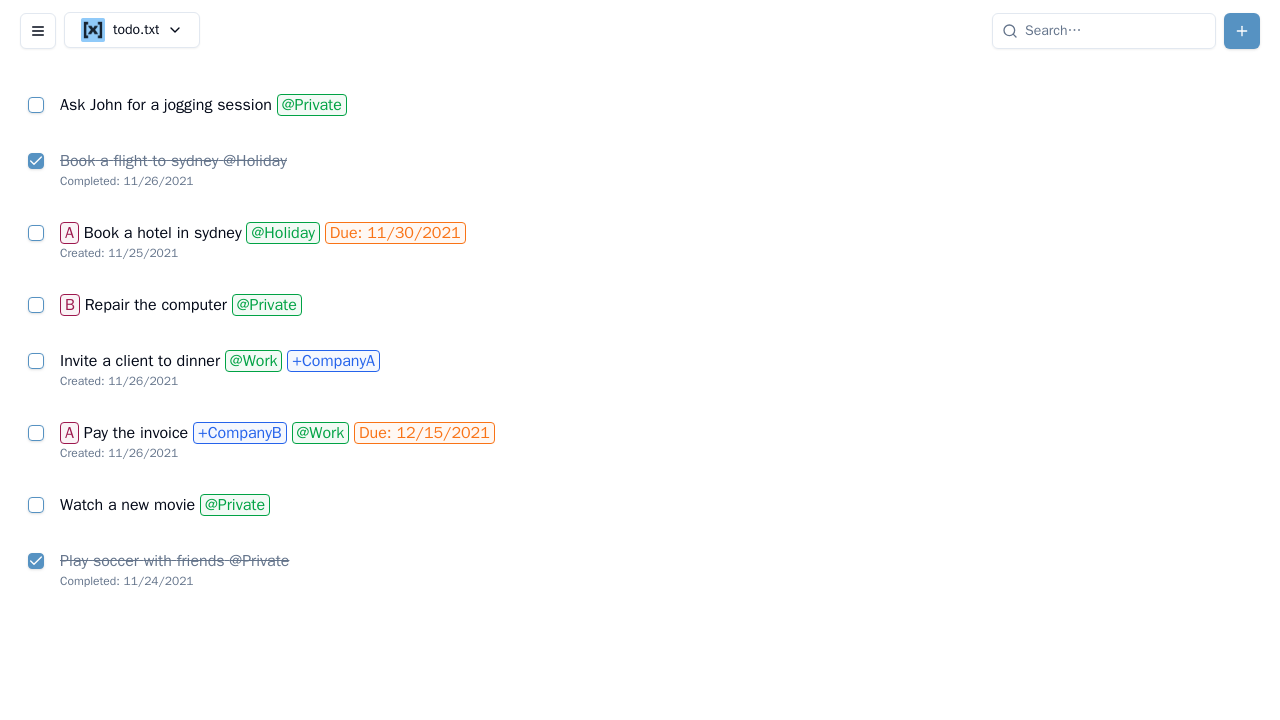 [x] todo.txt
Search…
Ask John for a jogging session @Private
Book a flight to sydney @Holiday
Completed: 11/26/2021
A Book a hotel in sydney @Holiday Due: 11/30/2021
Created: 11/25/2021
B Repair the computer @Private
Invite a client to dinner @Work +CompanyA
Created: 11/26/2021
A Pay the invoice +CompanyB @Work Due: 12/15/2021
Created: 11/26/2021
Watch a new movie @Private
Play soccer with friends @Private
Completed: 11/24/2021